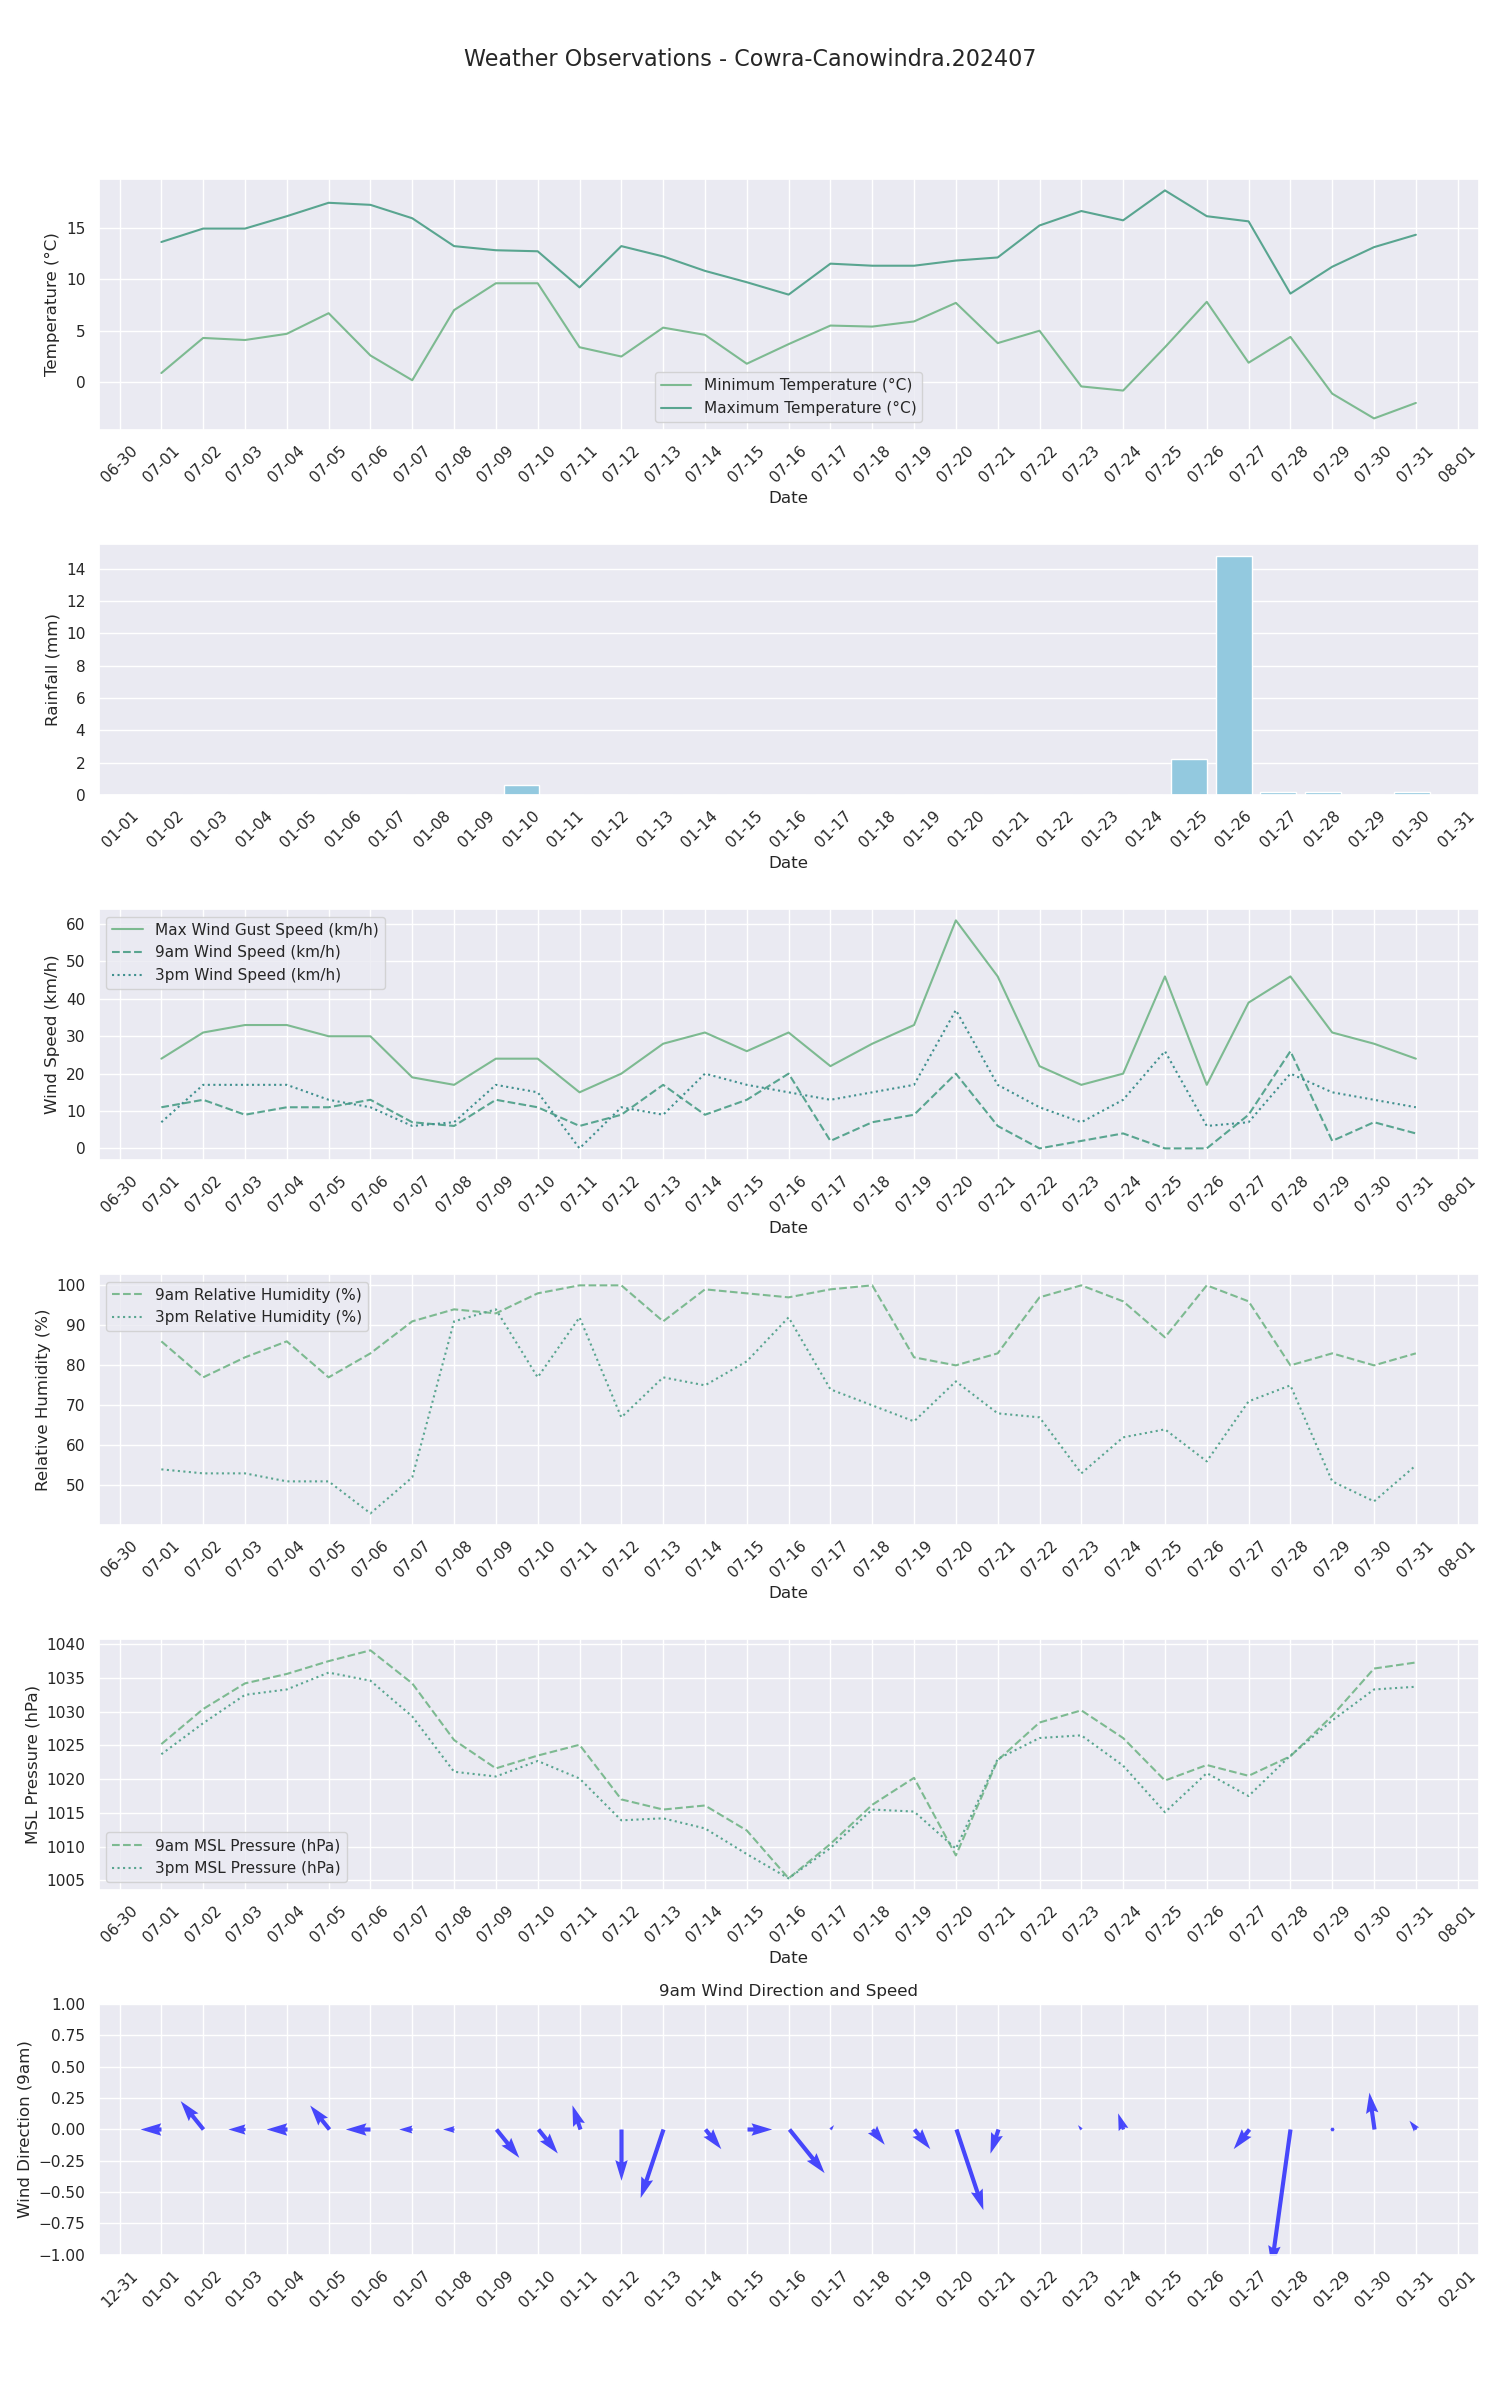 Weather Observations - Cowra-Canowindra.202407
Temperature (°C)
15
10
5
0
Minimum Temperature (°C)
Maximum Temperature (°C)
06-30 07-01 07-02 07-03 07-04 07-05 07-06 07-07 07-08 07-09 07-10 07-11 07-12 07-13 07-14 07-15 07-16 07-17 07-18 07-19 07-20 07-21 07-22 07-23 07-24 07-25 07-26 07-27 07-28 07-29 07-30 07-31 08-01
Date
Rainfall (mm)
14
12
10
8
6
4
2
0
01-01 01-02 01-03 01-04 01-05 01-06 01-07 01-08 01-09 01-10 01-11 01-12 01-13 01-14 01-15 01-16 01-17 01-18 01-19 01-20 01-21 01-22 01-23 01-24 01-25 01-26 01-27 01-28 01-29 01-30 01-31
Date
Wind Speed (km/h)
60
50
40
30
20
10
0
Max Wind Gust Speed (km/h)
9am Wind Speed (km/h)
3pm Wind Speed (km/h)
06-30 07-01 07-02 07-03 07-04 07-05 07-06 07-07 07-08 07-09 07-10 07-11 07-12 07-13 07-14 07-15 07-16 07-17 07-18 07-19 07-20 07-21 07-22 07-23 07-24 07-25 07-26 07-27 07-28 07-29 07-30 07-31 08-01
Date
Relative Humidity (%)
100
90
80
70
60
50
9am Relative Humidity (%)
3pm Relative Humidity (%)
06-30 07-01 07-02 07-03 07-04 07-05 07-06 07-07 07-08 07-09 07-10 07-11 07-12 07-13 07-14 07-15 07-16 07-17 07-18 07-19 07-20 07-21 07-22 07-23 07-24 07-25 07-26 07-27 07-28 07-29 07-30 07-31 08-01
Date
MSL Pressure (hPa)
1040
1035
1030
1025
1020
1015
1010
1005
9am MSL Pressure (hPa)
3pm MSL Pressure (hPa)
06-30 07-01 07-02 07-03 07-04 07-05 07-06 07-07 07-08 07-09 07-10 07-11 07-12 07-13 07-14 07-15 07-16 07-17 07-18 07-19 07-20 07-21 07-22 07-23 07-24 07-25 07-26 07-27 07-28 07-29 07-30 07-31 08-01
Date
9am Wind Direction and Speed
Wind Direction (9am)
1.00
0.75
0.50
0.25
0.00
−0.25
−0.50
−0.75
−1.00
12-31 01-01 01-02 01-03 01-04 01-05 01-06 01-07 01-08 01-09 01-10 01-11 01-12 01-13 01-14 01-15 01-16 01-17 01-18 01-19 01-20 01-21 01-22 01-23 01-24 01-25 01-26 01-27 01-28 01-29 01-30 01-31 02-01